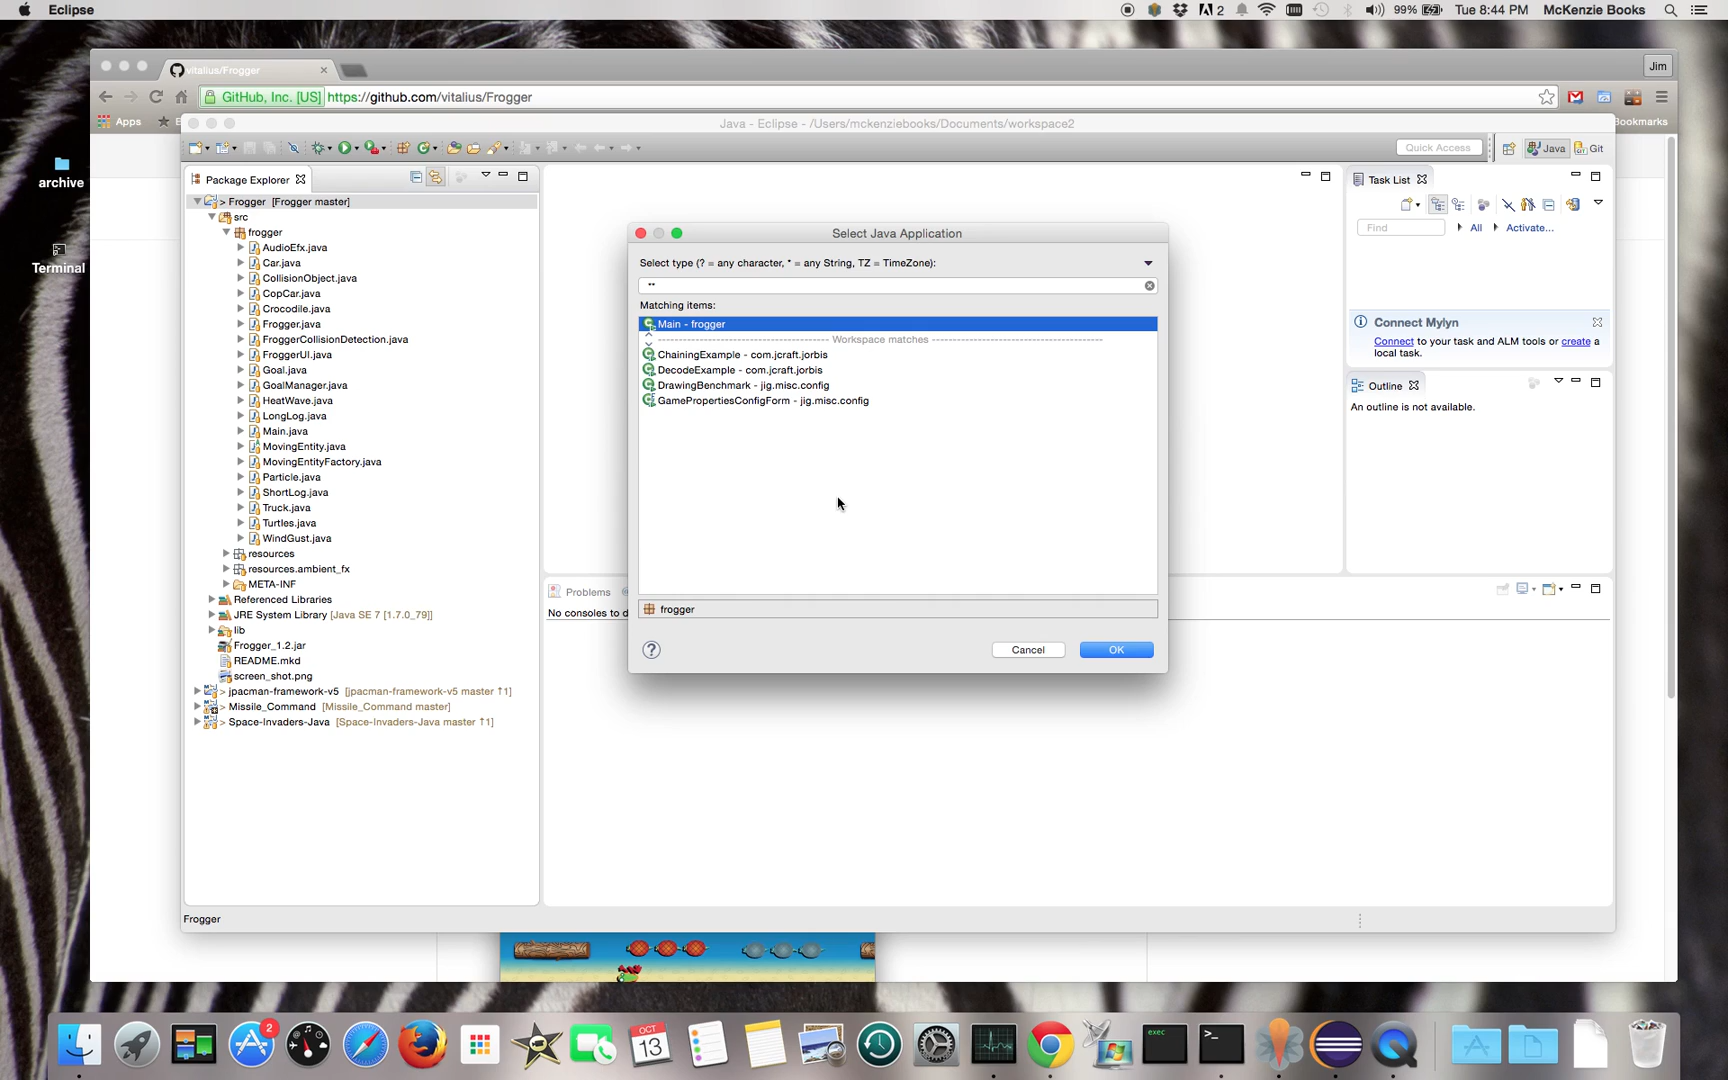 Eclipse
2
99%
Tue 8:44 PM
McKenzie Books
vitalius/Frogger
Jim
GitHub, Inc. [US]
https://github.com/vitalius/Frogger
Apps
Bookmarks
Java - Eclipse - /Users/mckenziebooks/Documents/workspace2
Quick Access
Java
Git
archive
Terminal
Package Explorer
> Frogger [Frogger master]
src
frogger
AudioEfx.java
Car.java
CollisionObject.java
CopCar.java
Crocodile.java
Frogger.java
FroggerCollisionDetection.java
FroggerUI.java
Goal.java
GoalManager.java
HeatWave.java
LongLog.java
Main.java
MovingEntity.java
MovingEntityFactory.java
Particle.java
ShortLog.java
Truck.java
Turtles.java
WindGust.java
resources
resources.ambient_fx
META-INF
Referenced Libraries
JRE System Library [Java SE 7 [1.7.0_79]]
lib
Frogger_1.2.jar
README.mkd
screen_shot.png
> jpacman-framework-v5 [jpacman-framework-v5 master ↑1]
> Missile_Command [Missile_Command master]
> Space-Invaders-Java [Space-Invaders-Java master ↑1]
Select Java Application
Select type (? = any character, * = any String, TZ = TimeZone):
**
Matching items:
Main - frogger
Workspace matches
ChainingExample - com.jcraft.jorbis
DecodeExample - com.jcraft.jorbis
DrawingBenchmark - jig.misc.config
GamePropertiesConfigForm - jig.misc.config
frogger
?
Cancel
OK
Problems
No consoles to d
Task List
Find
All
Activate...
Connect Mylyn
Connect to your task and ALM tools or create a
local task.
Outline
An outline is not available.
Frogger
2
OCT
13
exec